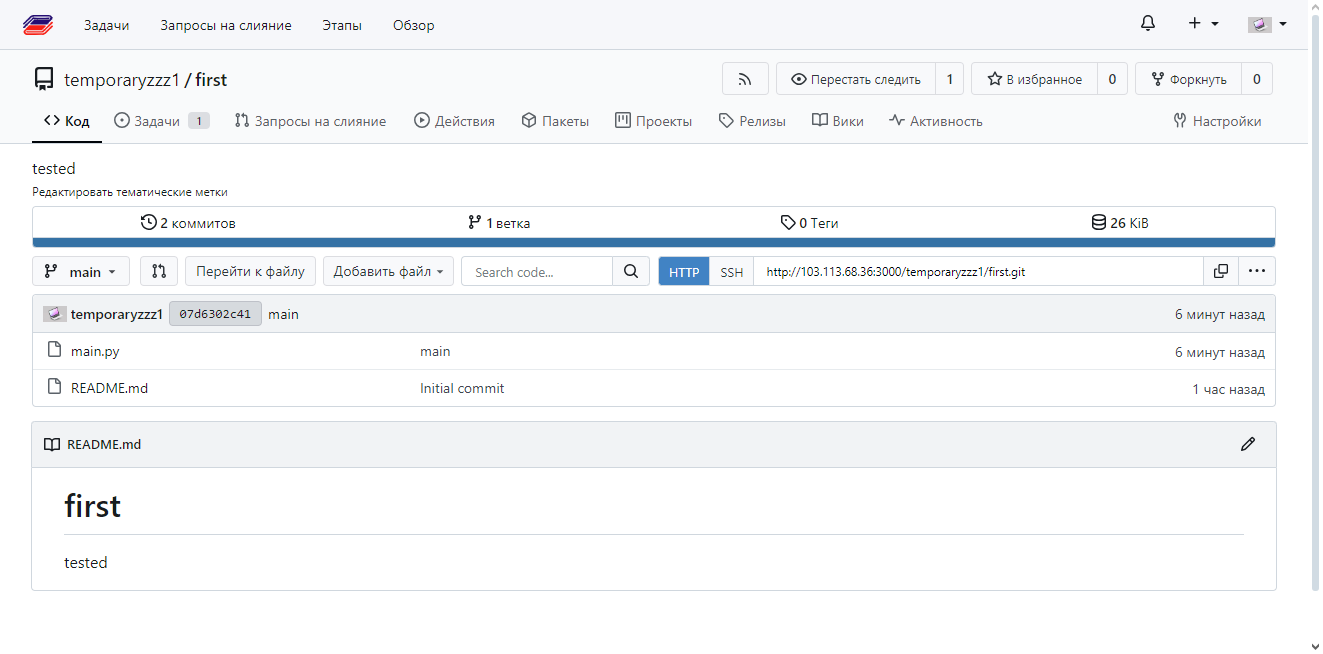 Задачи Запросы на слияние Этапы Обзор
temporaryzzz1 / first Перестать следить 1 В избранное 0 Форкнуть 0
Код Задачи 1 Запросы на слияние Действия Пакеты Проекты Релизы Вики Активность Настройки
tested
Редактировать тематические метки
2 коммитов 1 ветка 0 Теги 26 KiB
main Перейти к файлу Добавить файл Search code... HTTP SSH http://103.113.68.36:3000/temporaryzzz1/first.git
temporaryzzz1 07d6302c41 main 6 минут назад
main.py main 6 минут назад
README.md Initial commit 1 час назад
README.md
first
tested